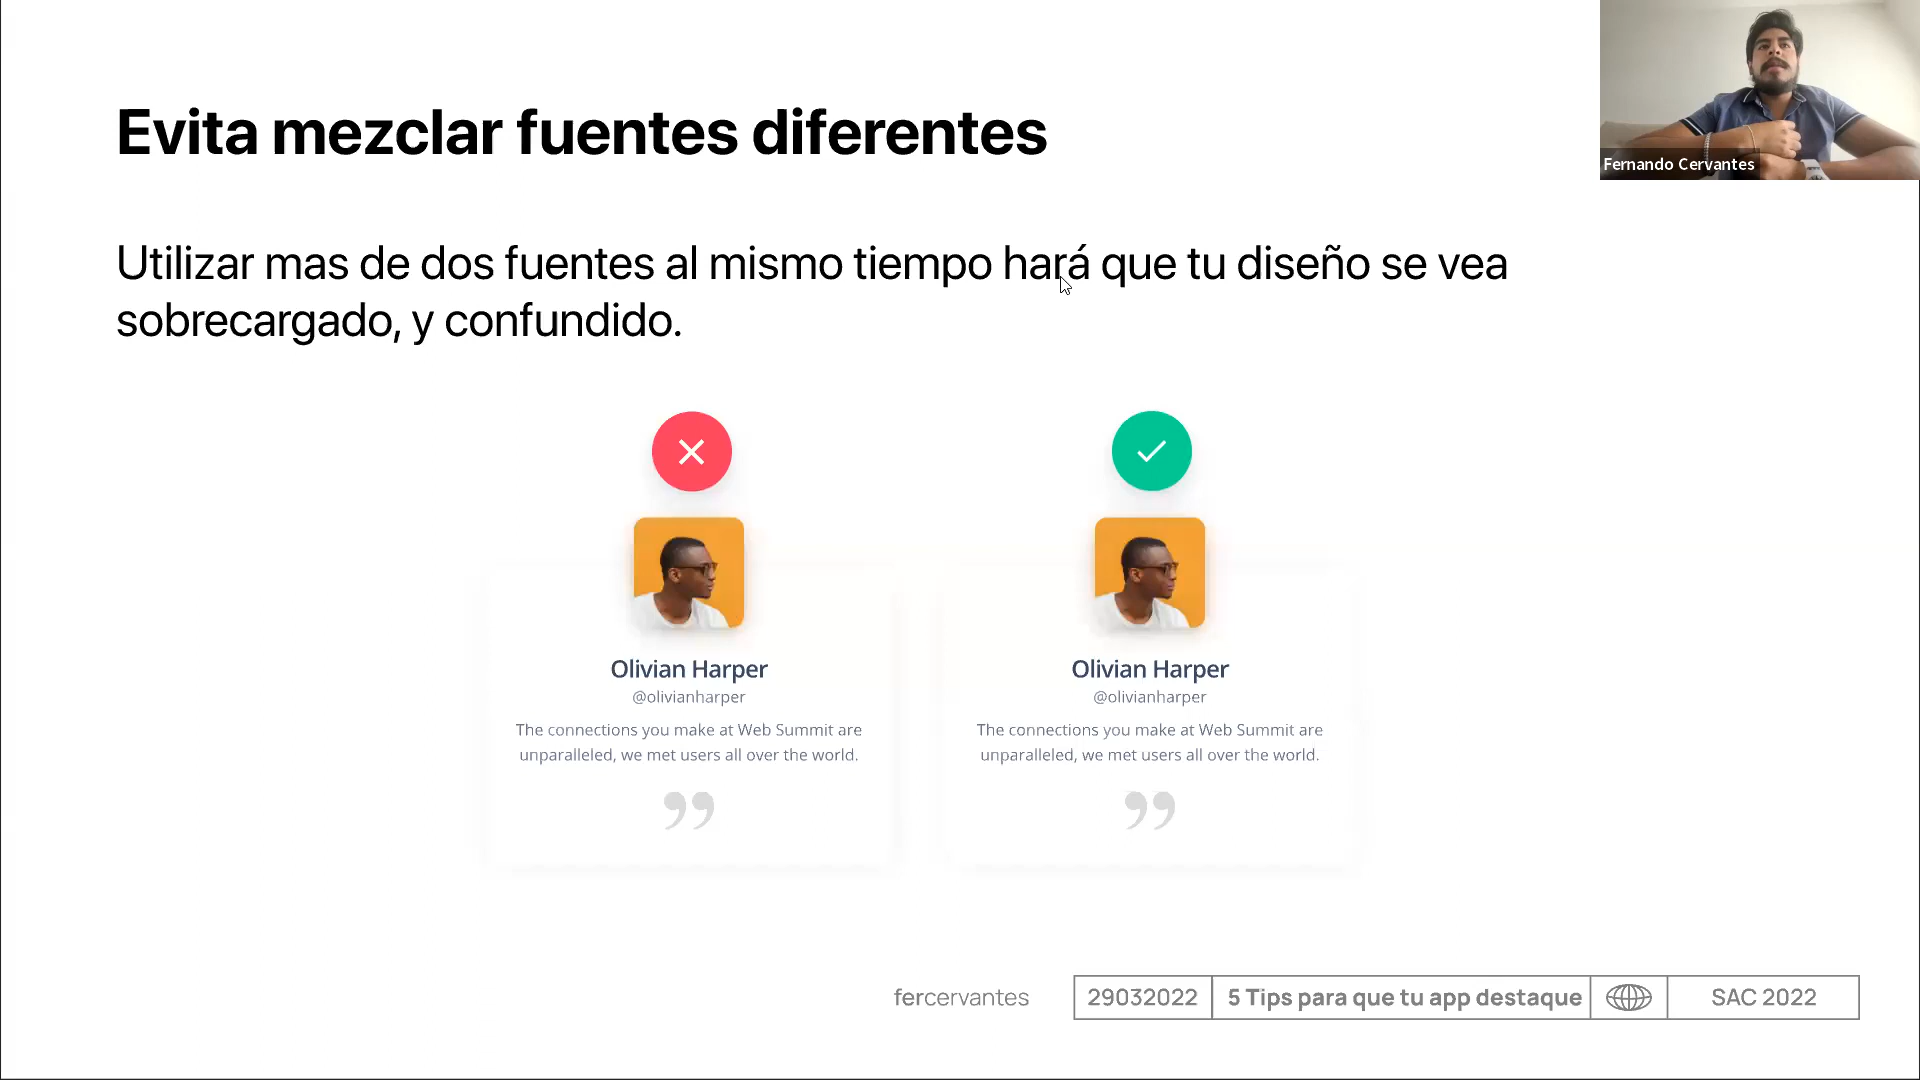 Evita mezclar fuentes diferentes
Fernando Cervantes
Utilizar mas de dos fuentes al mismo tiempo hará que tu diseño se vea
sobrecargado, y confundido.
Olivian Harper
@olivianharper
The connections you make at Web Summit are
unparalleled, we met users all over the world.
”
Olivian Harper
@olivianharper
The connections you make at Web Summit are
unparalleled, we met users all over the world.
”
fercervantes
29032022
5 Tips para que tu app destaque
SAC 2022